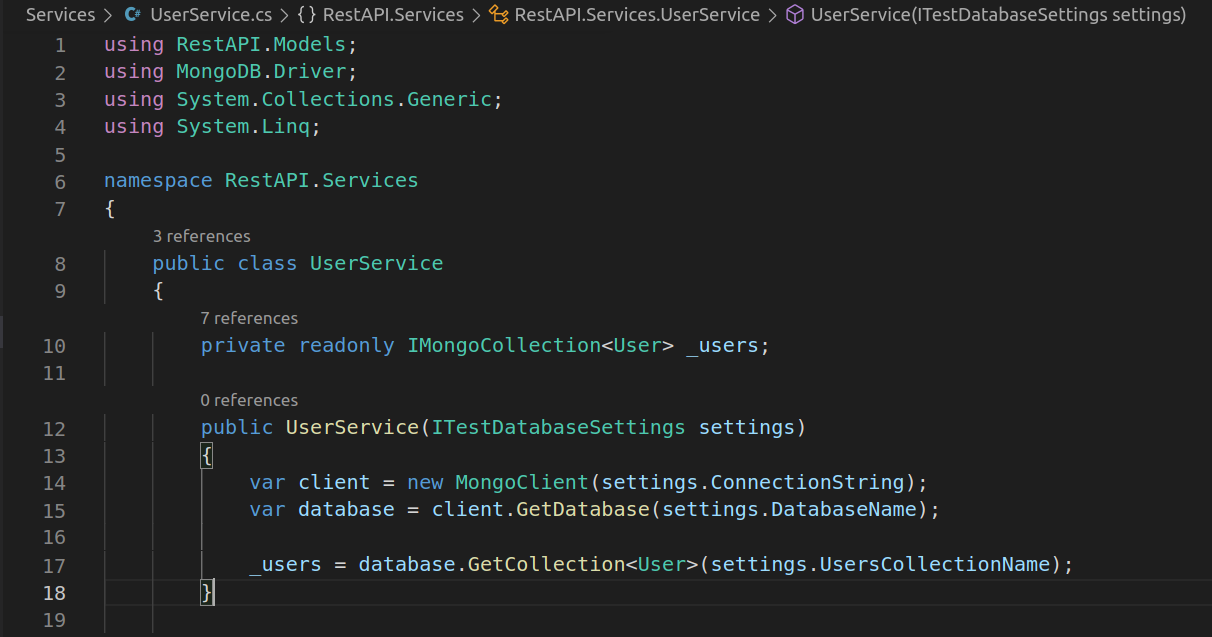 Services > UserService.cs > {} RestAPI.Services > RestAPI.Services.UserService > UserService(ITestDatabaseSettings settings)
1 using RestAPI.Models;
2 using MongoDB.Driver;
3 using System.Collections.Generic;
4 using System.Linq;
5
6 namespace RestAPI.Services
7 {
3 references
8     public class UserService
9     {
7 references
10         private readonly IMongoCollection<User> _users;
11
0 references
12         public UserService(ITestDatabaseSettings settings)
13         {
14             var client = new MongoClient(settings.ConnectionString);
15             var database = client.GetDatabase(settings.DatabaseName);
16
17             _users = database.GetCollection<User>(settings.UsersCollectionName);
18         }
19